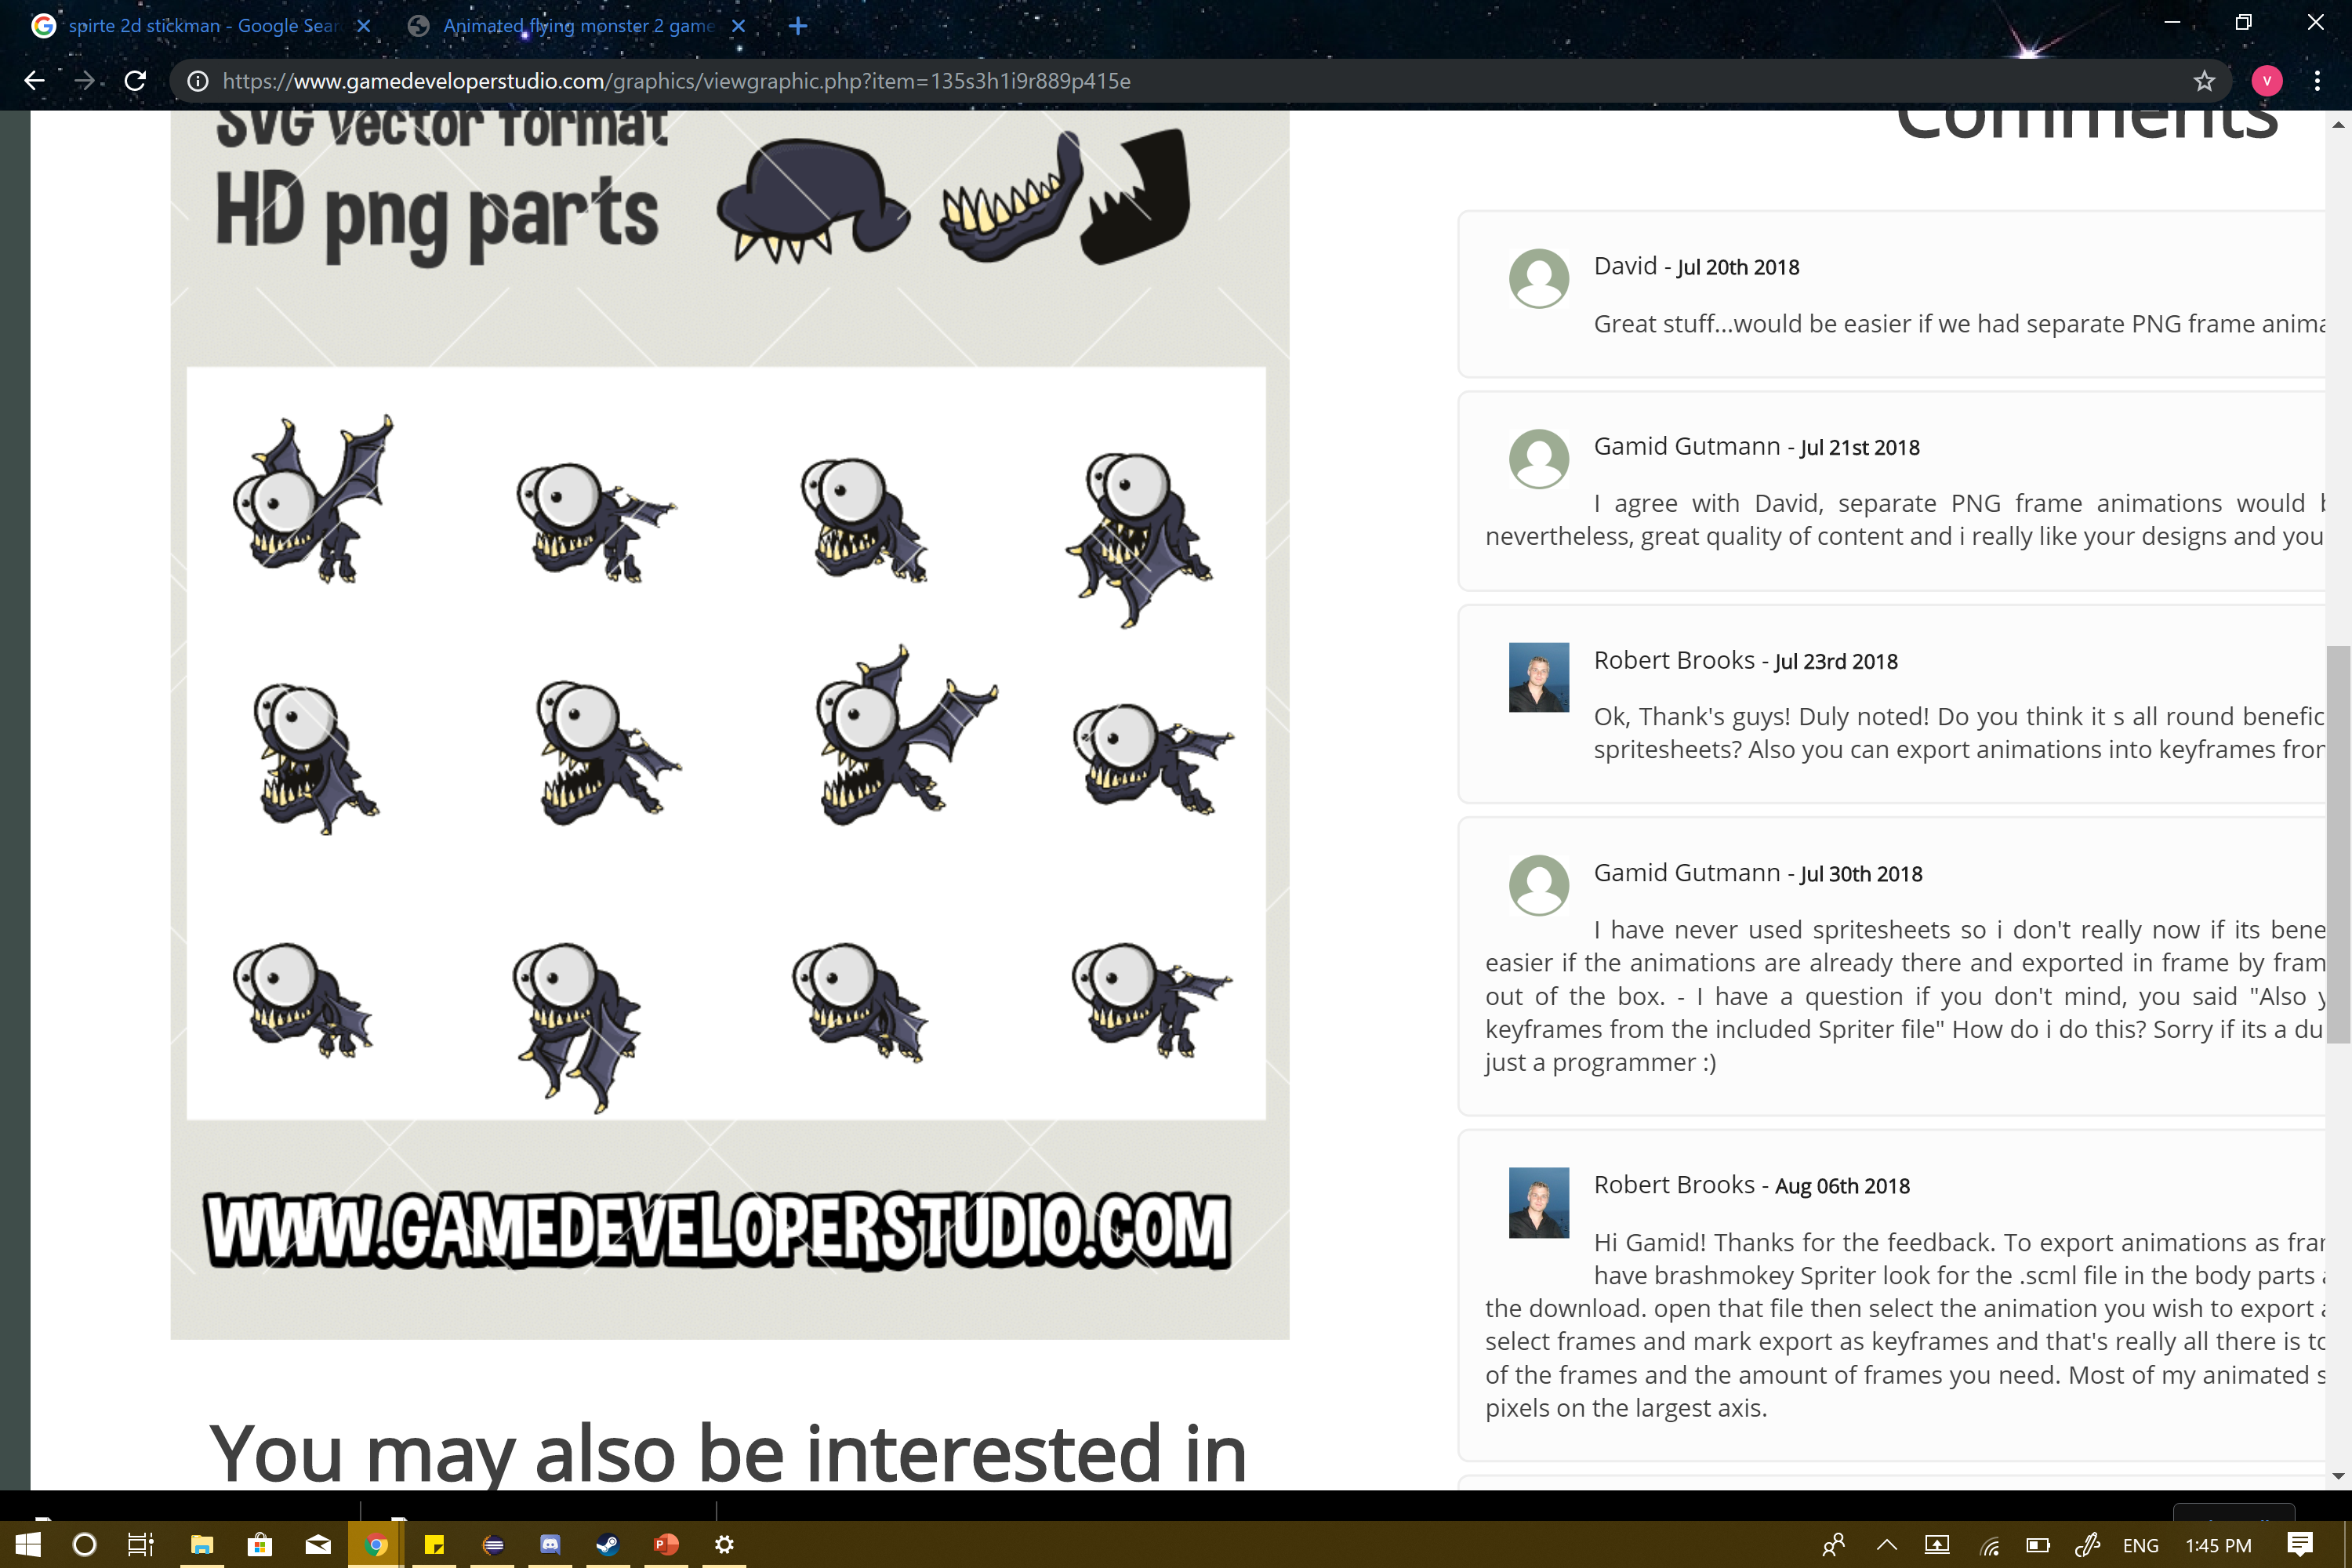 spirte 2d stickman - Google Sear
Animated flying monster 2 game
https://www.gamedeveloperstudio.com/graphics/viewgraphic.php?item=135s3h1i9r889p415e
V
SVG vector format
HD png parts
WWW.GAMEDEVELOPERSTUDIO.COM
You may also be interested in
Comments
David - Jul 20th 2018
Great stuff...would be easier if we had separate PNG frame anima
Gamid Gutmann - Jul 21st 2018
I agree with David, separate PNG frame animations would b
nevertheless, great quality of content and i really like your designs and you
Robert Brooks - Jul 23rd 2018
Ok, Thank's guys! Duly noted! Do you think it s all round benefic
spritesheets? Also you can export animations into keyframes fror
Gamid Gutmann - Jul 30th 2018
I have never used spritesheets so i don't really now if its bene
easier if the animations are already there and exported in frame by fram
out of the box. - I have a question if you don't mind, you said "Also y
keyframes from the included Spriter file" How do i do this? Sorry if its a du
just a programmer :)
Robert Brooks - Aug 06th 2018
Hi Gamid! Thanks for the feedback. To export animations as fra
have brashmokey Spriter look for the .scml file in the body parts
the download. open that file then select the animation you wish to export
select frames and mark export as keyframes and that's really all there is to
of the frames and the amount of frames you need. Most of my animated s
pixels on the largest axis.
ENG
1:45 PM